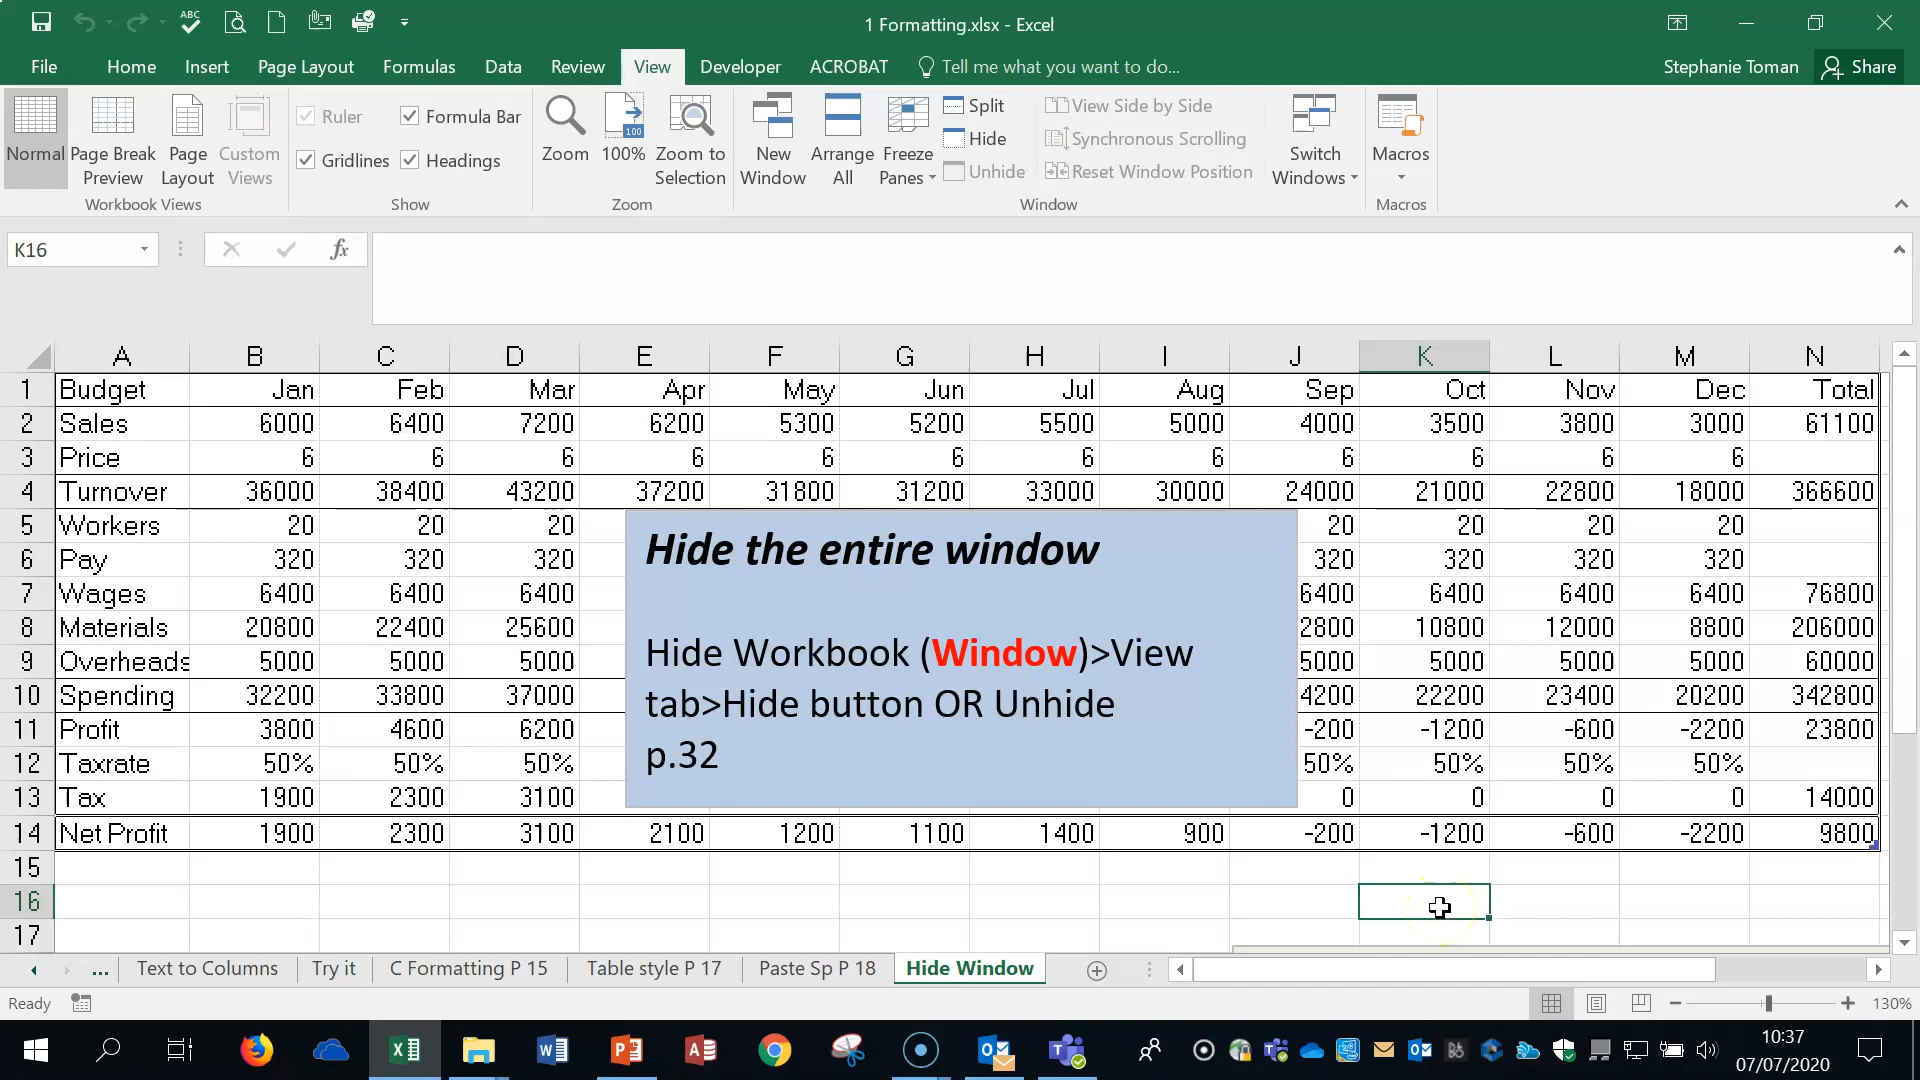 1 Formatting.xlsx - Excel
File Home Insert Page Layout Formulas Data Review View Developer ACROBAT Tell me what you want to do... Stephanie Toman Share
Normal Page Break Preview Page Layout Custom Views
Workbook Views
Ruler Formula Bar
Gridlines Headings
Show
Zoom 100% Zoom to Selection
Zoom
New Window Arrange All Freeze Panes
Split
Hide
Unhide
View Side by Side
Synchronous Scrolling
Reset Window Position
Switch Windows
Window
Macros
Macros
K16 fx
A B C D E F G H I J K L M N
1 Budget Jan Feb Mar Apr May Jun Jul Aug Sep Oct Nov Dec Total
2 Sales 6000 6400 7200 6200 5300 5200 5500 5000 4000 3500 3800 3000 61100
3 Price 6 6 6 6 6 6 6 6 6 6 6 6
4 Turnover 36000 38400 43200 37200 31800 31200 33000 30000 24000 21000 22800 18000 366600
5 Workers 20 20 20 20 20 20 20
6 Pay 320 320 320 320 320 320 320
7 Wages 6400 6400 6400 6400 6400 6400 6400 76800
8 Materials 20800 22400 25600 2800 10800 12000 8800 206000
9 Overheads 5000 5000 5000 5000 5000 5000 5000 60000
10 Spending 32200 33800 37000 4200 22200 23400 20200 342800
11 Profit 3800 4600 6200 -200 -1200 -600 -2200 23800
12 Taxrate 50% 50% 50% 50% 50% 50% 50%
13 Tax 1900 2300 3100 0 0 0 0 14000
14 Net Profit 1900 2300 3100 2100 1200 1100 1400 900 -200 -1200 -600 -2200 9800
15
16
17
Hide the entire window
Hide Workbook (Window)>View
tab>Hide button OR Unhide
p.32
... Text to Columns Try it C Formatting P 15 Table style P 17 Paste Sp P 18 Hide Window
Ready 130%
10:37
07/07/2020